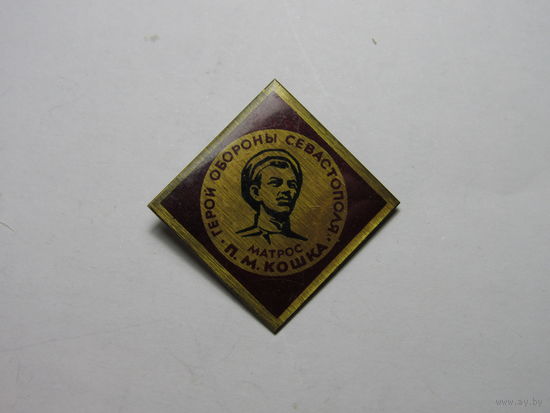 ГЕРОЙ ОБОРОНЫ СЕВАСТОПОЛЯ
МАТРОС
П.М. КОШКА
www.ay.by